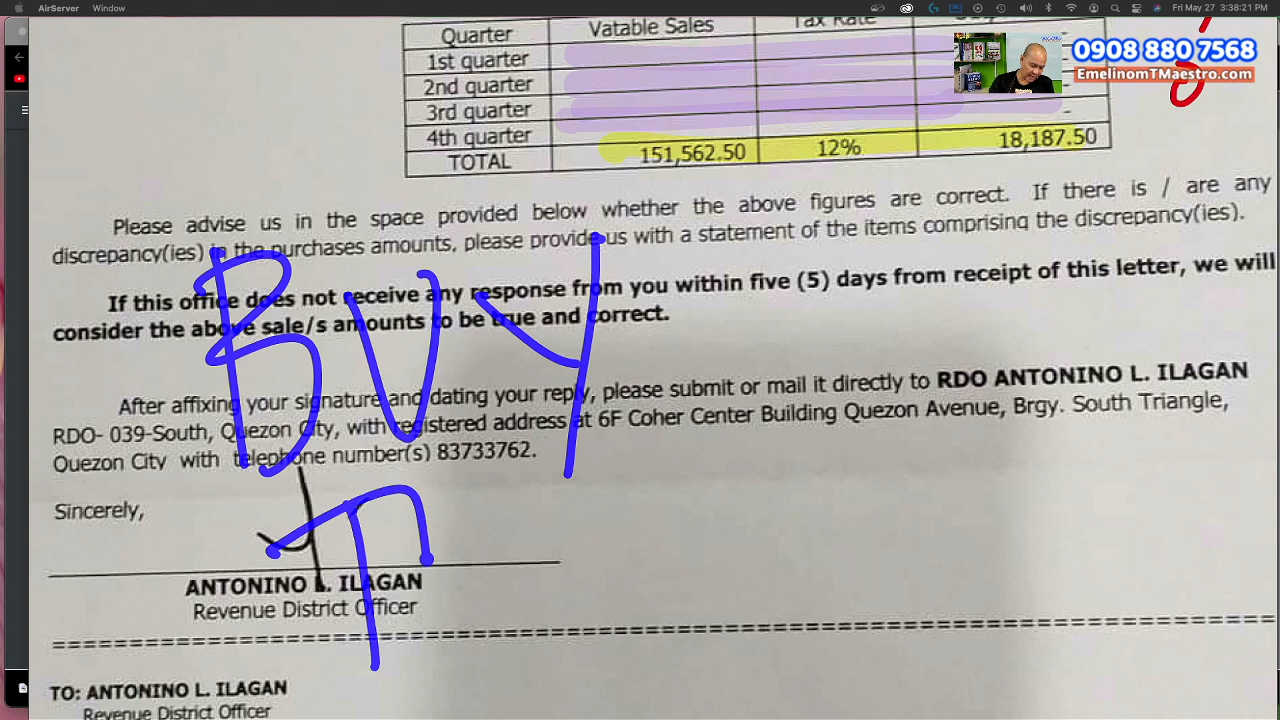 AirServer Window Fri May 27 3:38:21 PM
Quarter Vatable Sales Tax Rate
1st quarter
2nd quarter
3rd quarter -
4th quarter -
TOTAL 151,562.50 12% 18,187.50
0908 880 7568
EmelinomTMaestro.com
Please advise us in the space provided below whether the above figures are correct. If there is / are any
discrepancy(ies) in the purchases amounts, please provide us with a statement of the items comprising the discrepancy(ies).
If this office does not receive any response from you within five (5) days from receipt of this letter, we will
consider the above sale/s amounts to be true and correct.
BUY
After affixing your signature and dating your reply, please submit or mail it directly to RDO ANTONINO L. ILAGAN
RDO- 039-South, Quezon City, with registered address at 6F Coher Center Building Quezon Avenue, Brgy. South Triangle,
Quezon City with telephone number(s) 83733762.
Sincerely,
ANTONINO L. ILAGAN
Revenue District Officer
TO: ANTONINO L. ILAGAN
Revenue District Officer